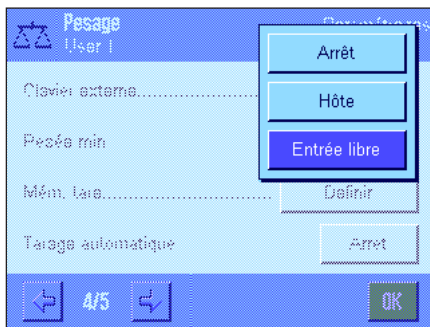 Pesage
User 1
Paramètres
Arrêt
Clavier externe
Hôte
Pesée min
Entrée libre
Mém. tare
Définir
Tarage automatique
Arrêt
4/5
OK